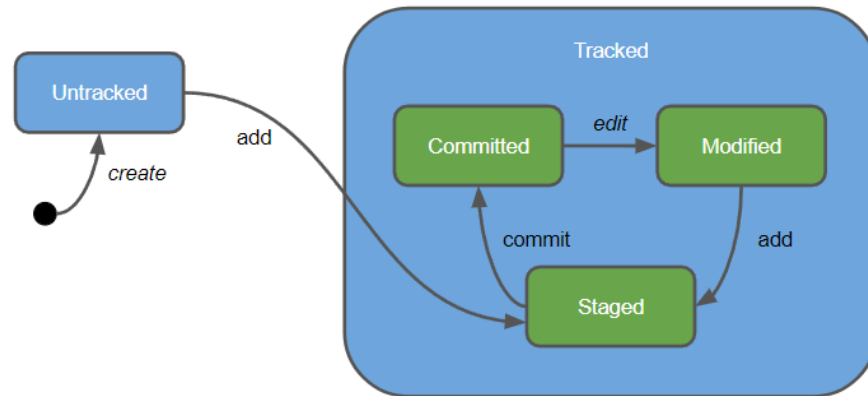 Tracked
Untracked
add
create
Committed
edit
Modified
commit
add
Staged